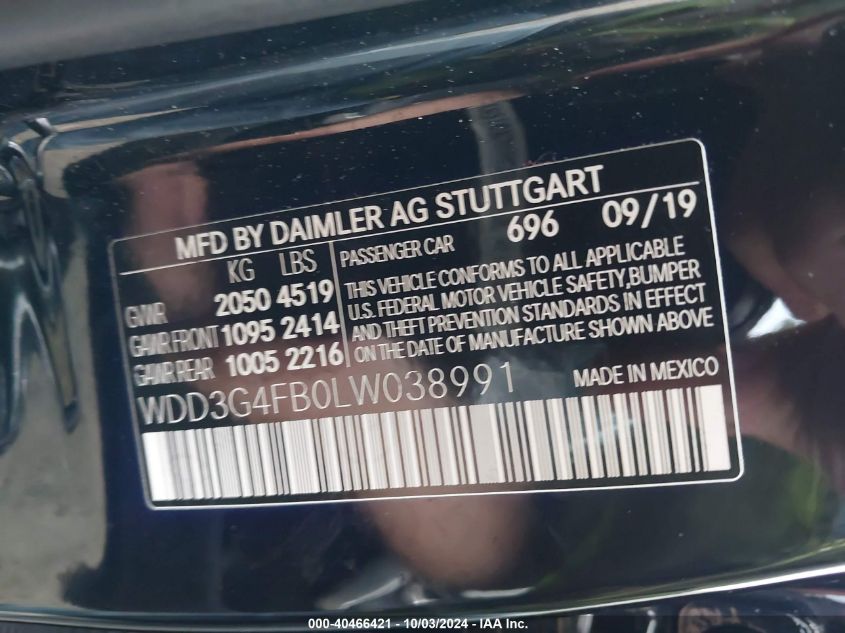 MFD BY DAIMLER AG STUTTGART
KG LBS
GVWR 2050 4519
GAWR FRONT 1095 2414
GAWR REAR 1005 2216
PASSENGER CAR 696 09/19
THIS VEHICLE CONFORMS TO ALL APPLICABLE
U.S. FEDERAL MOTOR VEHICLE SAFETY, BUMPER
AND THEFT PREVENTION STANDARDS IN EFFECT
ON THE DATE OF MANUFACTURE SHOWN ABOVE
WDD3G4FB0LW038991
MADE IN MEXICO
000-40466421 - 10/03/2024 - IAA Inc.